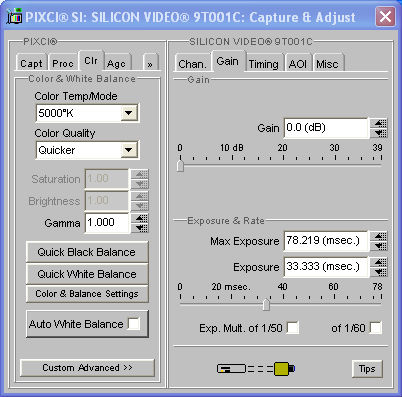 PIXCI® SI: SILICON VIDEO® 9T001C: Capture & Adjust
PIXCI®
Capt Proc Clr Agc »
Color & White Balance
Color Temp/Mode
5000°K
Color Quality
Quicker
Saturation 1.00
Brightness 1.00
Gamma 1.000
Quick Black Balance
Quick White Balance
Color & Balance Settings
Auto White Balance
Custom Advanced >>
SILICON VIDEO® 9T001C
Chan. Gain Timing AOI Misc
Gain
Gain 0.0 (dB)
0 10 dB 20 30 39
Exposure & Rate
Max Exposure 78.219 (msec.)
Exposure 33.333 (msec.)
0 20 msec. 40 60 78
Exp. Mult. of 1/50 of 1/60
Tips